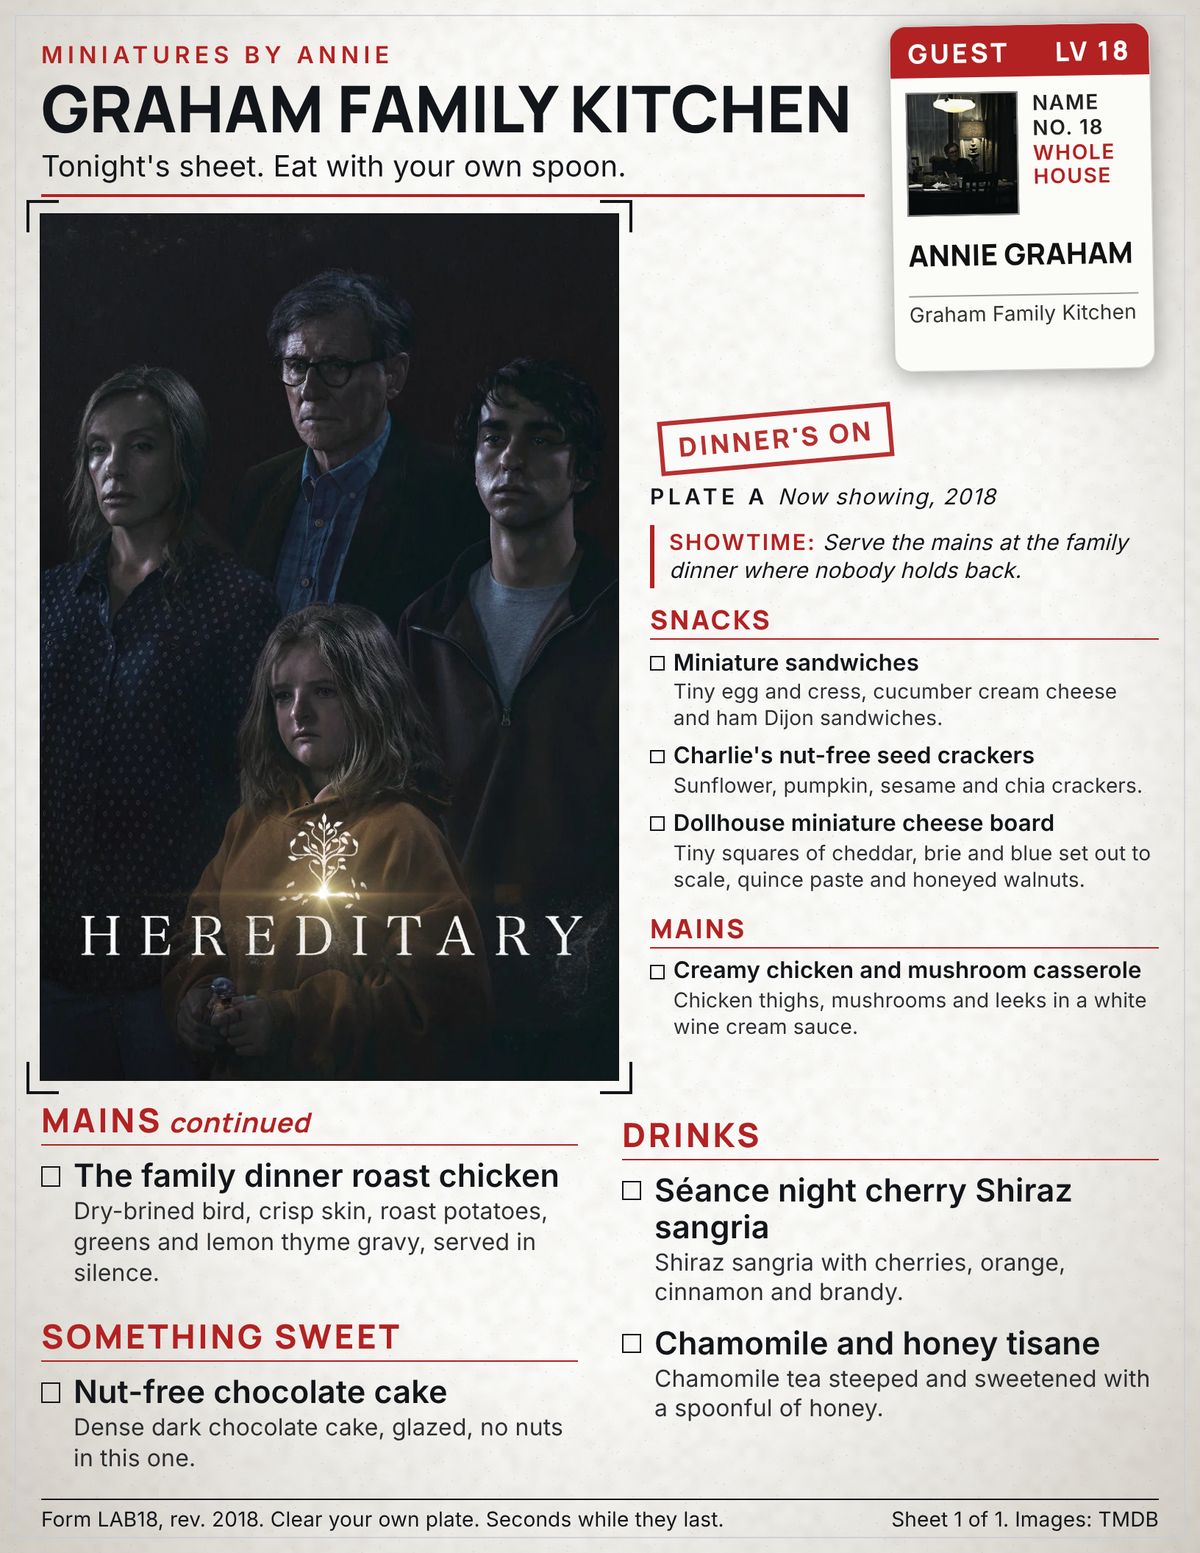 MINIATURES BY ANNIE
GRAHAM FAMILY KITCHEN
Tonight's sheet. Eat with your own spoon.
GUEST LV 18
NAME
NO. 18
WHOLE
HOUSE
ANNIE GRAHAM
Graham Family Kitchen
HEREDITARY
DINNER'S ON
PLATE A Now showing, 2018
SHOWTIME: Serve the mains at the family
dinner where nobody holds back.
SNACKS
Miniature sandwiches
Tiny egg and cress, cucumber cream cheese
and ham Dijon sandwiches.
Charlie's nut-free seed crackers
Sunflower, pumpkin, sesame and chia crackers.
Dollhouse miniature cheese board
Tiny squares of cheddar, brie and blue set out to
scale, quince paste and honeyed walnuts.
MAINS
Creamy chicken and mushroom casserole
Chicken thighs, mushrooms and leeks in a white
wine cream sauce.
MAINS continued
The family dinner roast chicken
Dry-brined bird, crisp skin, roast potatoes,
greens and lemon thyme gravy, served in
silence.
SOMETHING SWEET
Nut-free chocolate cake
Dense dark chocolate cake, glazed, no nuts
in this one.
DRINKS
Séance night cherry Shiraz
sangria
Shiraz sangria with cherries, orange,
cinnamon and brandy.
Chamomile and honey tisane
Chamomile tea steeped and sweetened with
a spoonful of honey.
Form LAB18, rev. 2018. Clear your own plate. Seconds while they last.
Sheet 1 of 1. Images: TMDB